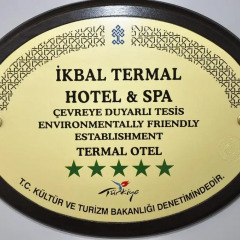 İKBAL TERMAL
HOTEL & SPA
ÇEVREYE DUYARLI TESİS
ENVIRONMENTALLY FRIENDLY
ESTABLISHMENT
TERMAL OTEL
Türkiye
T.C. KÜLTÜR VE TURİZM BAKANLIĞI DENETİMİNDEDİR.